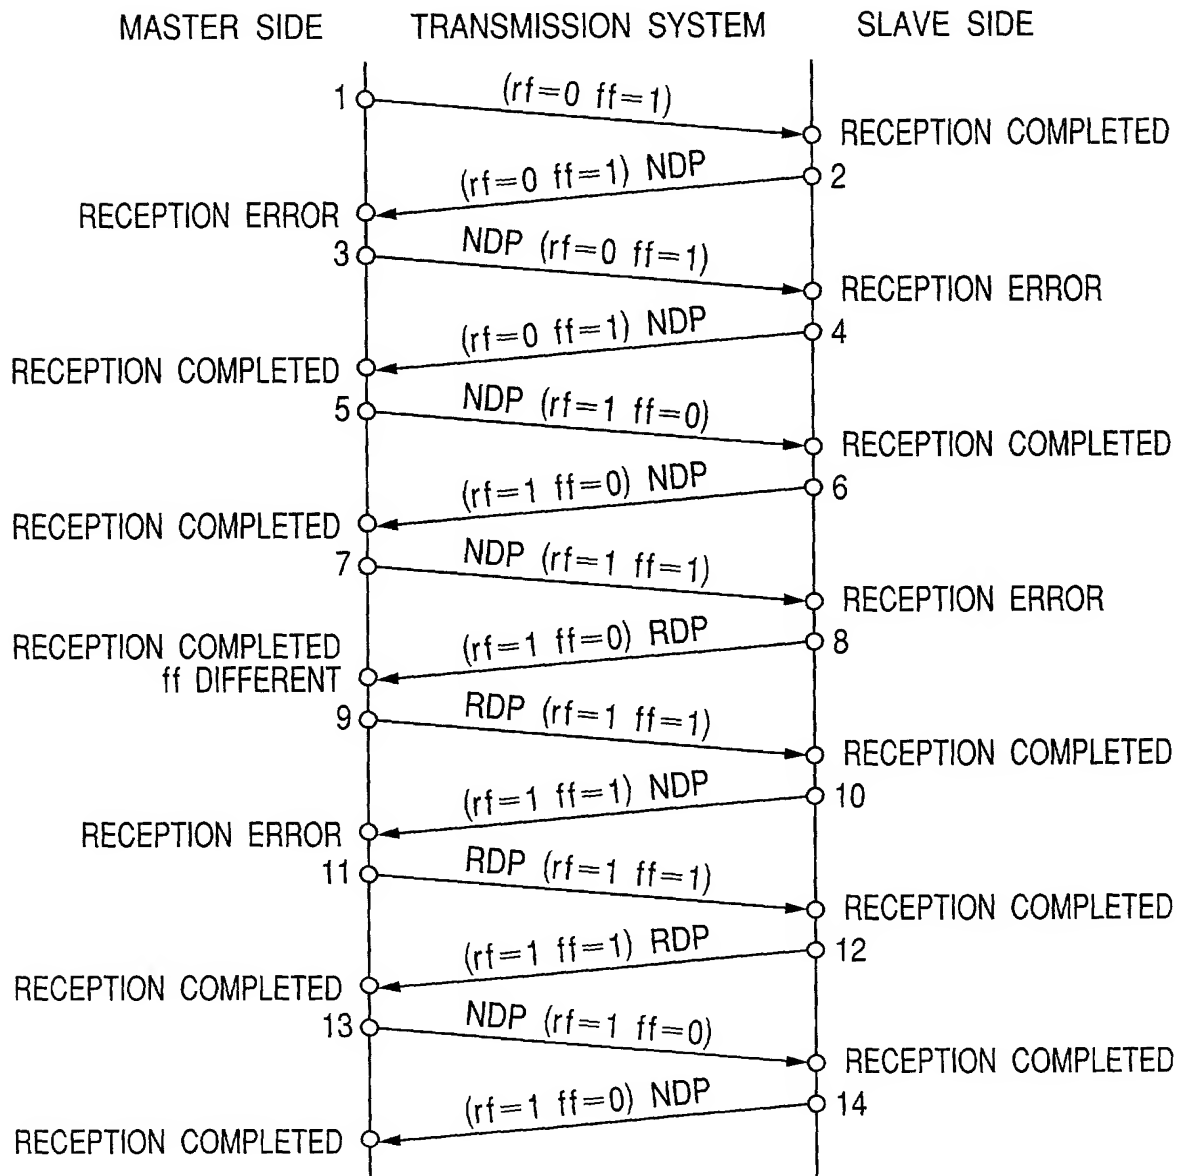 MASTER SIDE TRANSMISSION SYSTEM SLAVE SIDE
1 (rf=0 ff=1)
RECEPTION COMPLETED
(rf=0 ff=1) NDP 2
RECEPTION ERROR
3 NDP (rf=0 ff=1)
RECEPTION ERROR
(rf=0 ff=1) NDP 4
RECEPTION COMPLETED
5 NDP (rf=1 ff=0)
RECEPTION COMPLETED
(rf=1 ff=0) NDP 6
RECEPTION COMPLETED
7 NDP (rf=1 ff=1)
RECEPTION ERROR
(rf=1 ff=0) RDP 8
RECEPTION COMPLETED
ff DIFFERENT
9 RDP (rf=1 ff=1)
RECEPTION COMPLETED
(rf=1 ff=1) NDP 10
RECEPTION ERROR
11 RDP (rf=1 ff=1)
RECEPTION COMPLETED
(rf=1 ff=1) RDP 12
RECEPTION COMPLETED
13 NDP (rf=1 ff=0)
RECEPTION COMPLETED
(rf=1 ff=0) NDP 14
RECEPTION COMPLETED